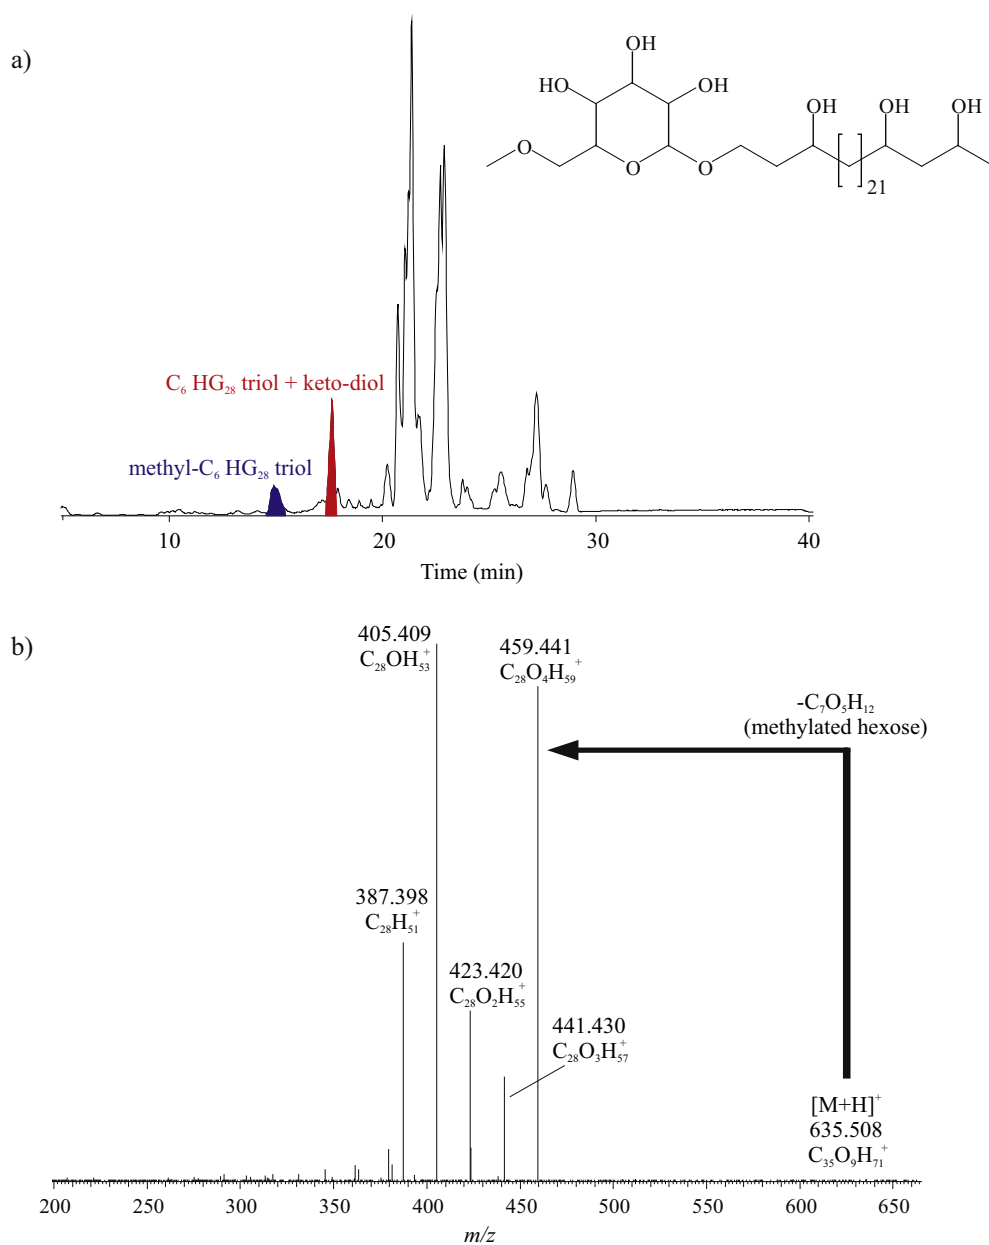 a)
OH
HO
OH
OH
OH
OH
O
O
O
21
C₆ HG₂₈ triol + keto-diol
methyl-C₆ HG₂₈ triol
10
20
30
40
Time (min)
b)
405.409
C₂₈OH₅₃⁺
459.441
C₂₈O₄H₅₉⁺
-C₇O₅H₁₂
(methylated hexose)
387.398
C₂₈H₅₁⁺
423.420
C₂₈O₂H₅₅⁺
441.430
C₂₈O₃H₅₇⁺
[M+H]⁺
635.508
C₃₅O₉H₇₁⁺
200
250
300
350
400
450
500
550
600
650
m/z